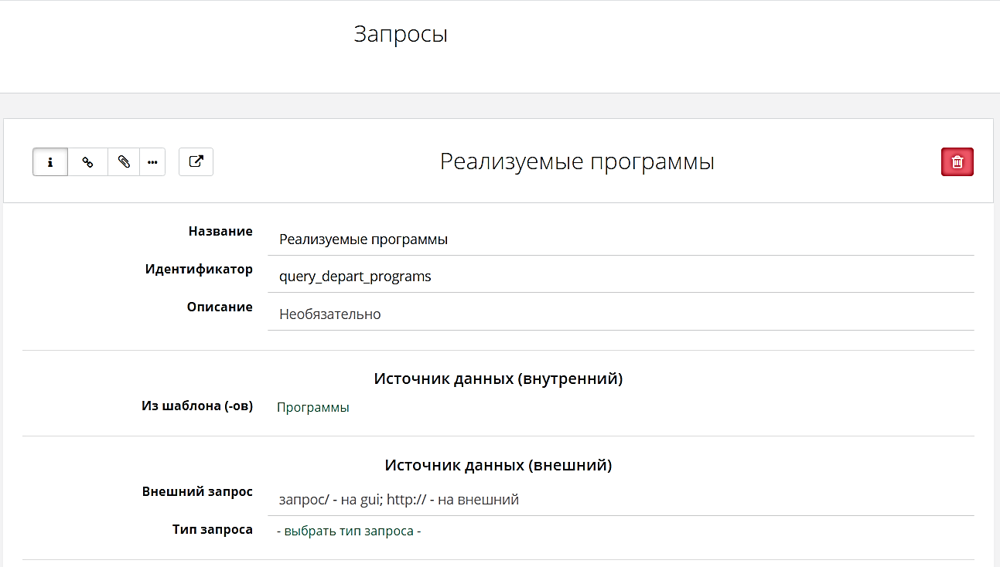 Запросы
Реализуемые программы
Название Реализуемые программы
Идентификатор query_depart_programs
Описание Необязательно
Источник данных (внутренний)
Из шаблона (-ов) Программы
Источник данных (внешний)
Внешний запрос запрос/ - на gui; http:// - на внешний
Тип запроса - выбрать тип запроса -